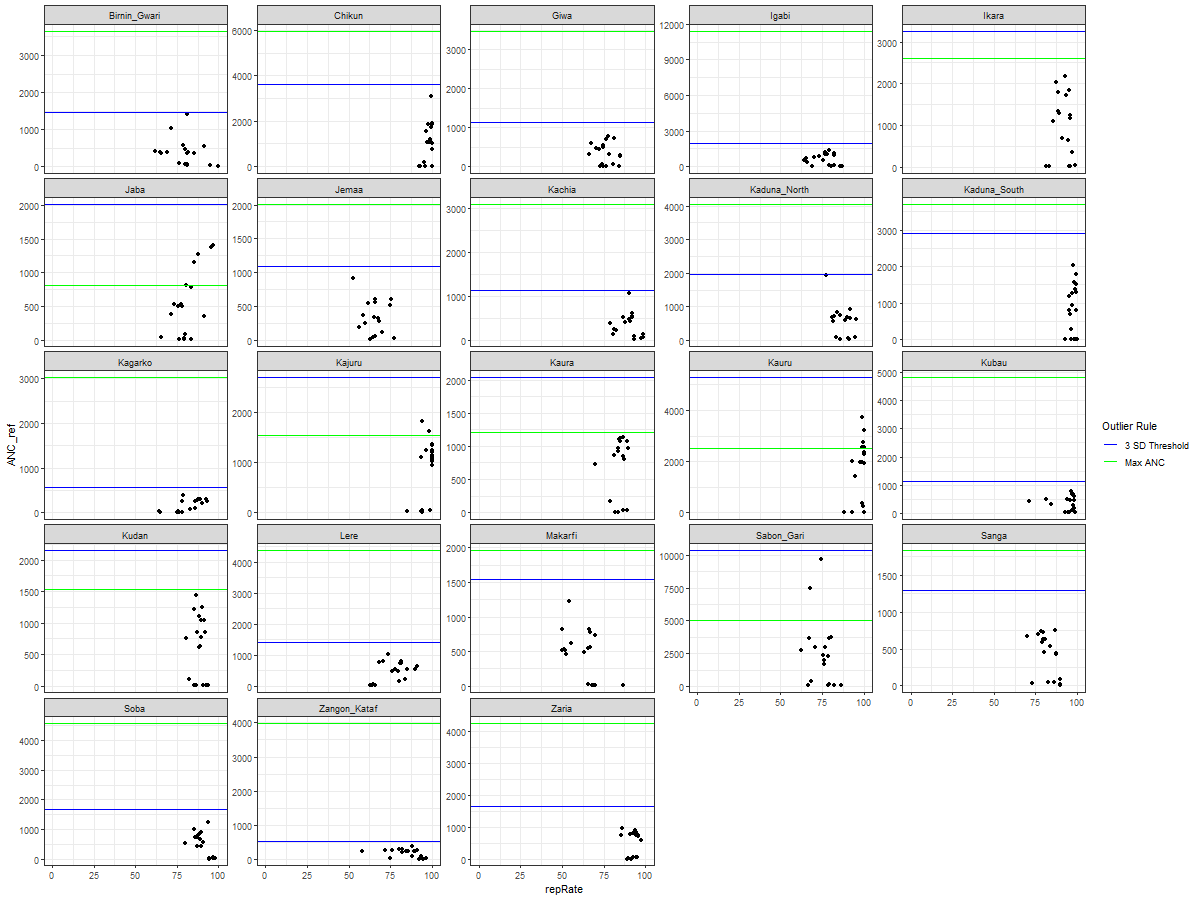 Birnin_Gwari Chikun Giwa Igabi Ikara
3000 2000 1000 0
6000 4000 2000 0
3000 2000 1000 0
12000 9000 6000 3000 0
3000 2000 1000 0
Jaba Jemaa Kachia Kaduna_North Kaduna_South
2000 1500 1000 500 0
2000 1500 1000 500 0
3000 2000 1000 0
4000 3000 2000 1000 0
3000 2000 1000 0
Kagarko Kajuru Kaura Kauru Kubau
3000 2000 1000 0
2000 1000 0
2000 1500 1000 500 0
4000 2000 0
5000 4000 3000 2000 1000 0
ANC_ref
Outlier Rule
3 SD Threshold
Max ANC
Kudan Lere Makarfi Sabon_Gari Sanga
2000 1500 1000 500 0
4000 3000 2000 1000 0
2000 1500 1000 500 0
10000 7500 5000 2500 0
1500 1000 500 0
0 25 50 75 100
0 25 50 75 100
Soba Zangon_Kataf Zaria
4000 3000 2000 1000 0
4000 3000 2000 1000 0
4000 3000 2000 1000 0
0 25 50 75 100
0 25 50 75 100
0 25 50 75 100
repRate